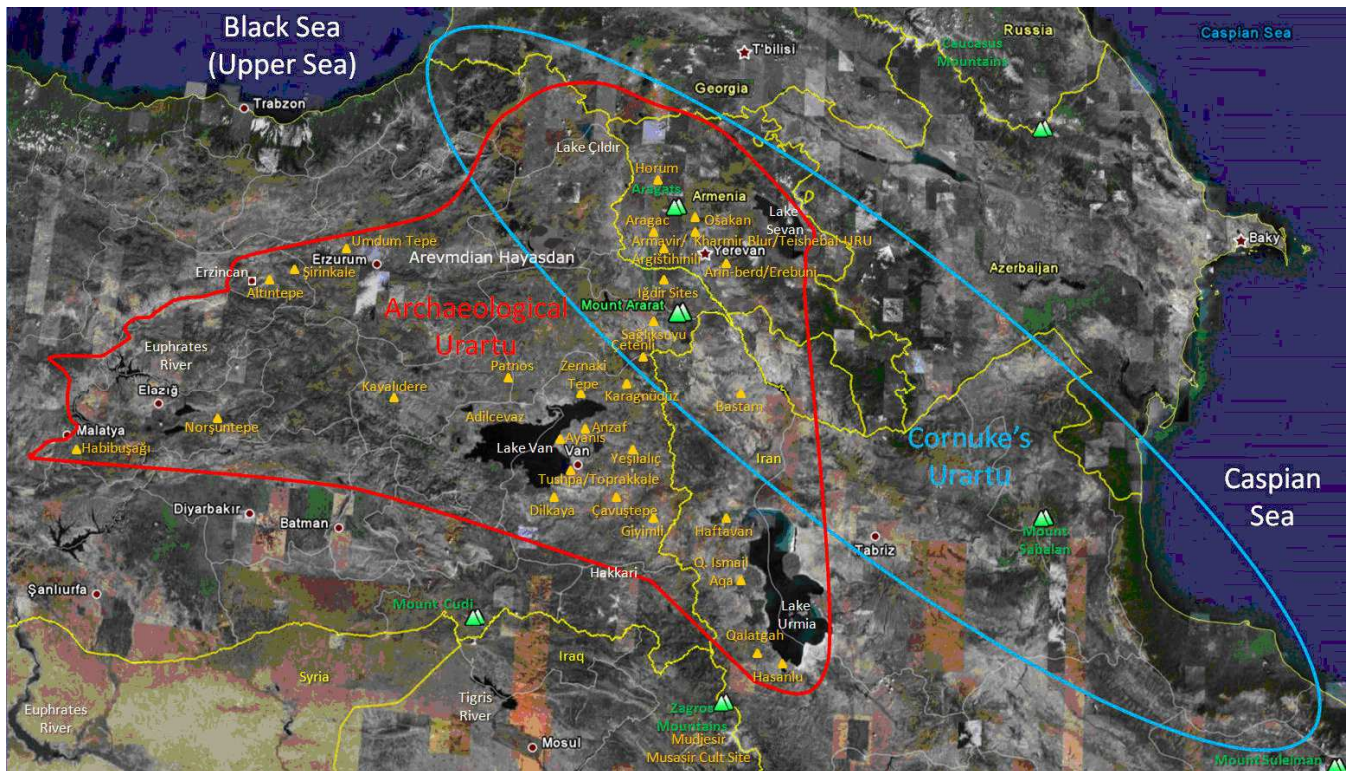 Black Sea
(Upper Sea)
Russia
Caspian Sea
Caucasus
Mountains
T'bilisi
Georgia
Trabzon
Lake Çıldır
Horum
Aragats
Armenia
Aragac
Ošakan
Lake
Sevan
Armavir/
Argistihinili
Kharmir Blur/Teishebai URU
Yerevan
Arin-berd/Erebuni
Baky
Azerbaijan
Umdum Tepe
Erzurum
Arevmdian Hayasdan
Erzincan
Şirinkale
Altıntepe
Iğdir Sites
Mount Ararat
Archaeological
Urartu
Sağlıksuyu
Çetenli
Euphrates
River
Patnos
Zernaki
Tepe
Karagnüdüz
Bastam
Elazığ
Kayalıdere
Adilcevaz
Norşuntepe
Malatya
Habibuşağı
Anzaf
Ayanis
Lake Van
Van
Yeşilalıç
Iran
Cornuke's
Urartu
Tushpa/Toprakkale
Caspian
Sea
Diyarbakır
Batman
Dilkaya
Çavuştepe
Giyimli
Haftavan
Tabriz
Mount
Sabalan
Hakkari
Q. Ismail
Aqa
Şanlıurfa
Mount Cudi
Lake
Urmia
Qalatgah
Hasanlu
Syria
Iraq
Tigris
River
Euphrates
River
Mosul
Zagros
Mountains
Mudjesir
Musasir Cult Site
Mount Suleiman